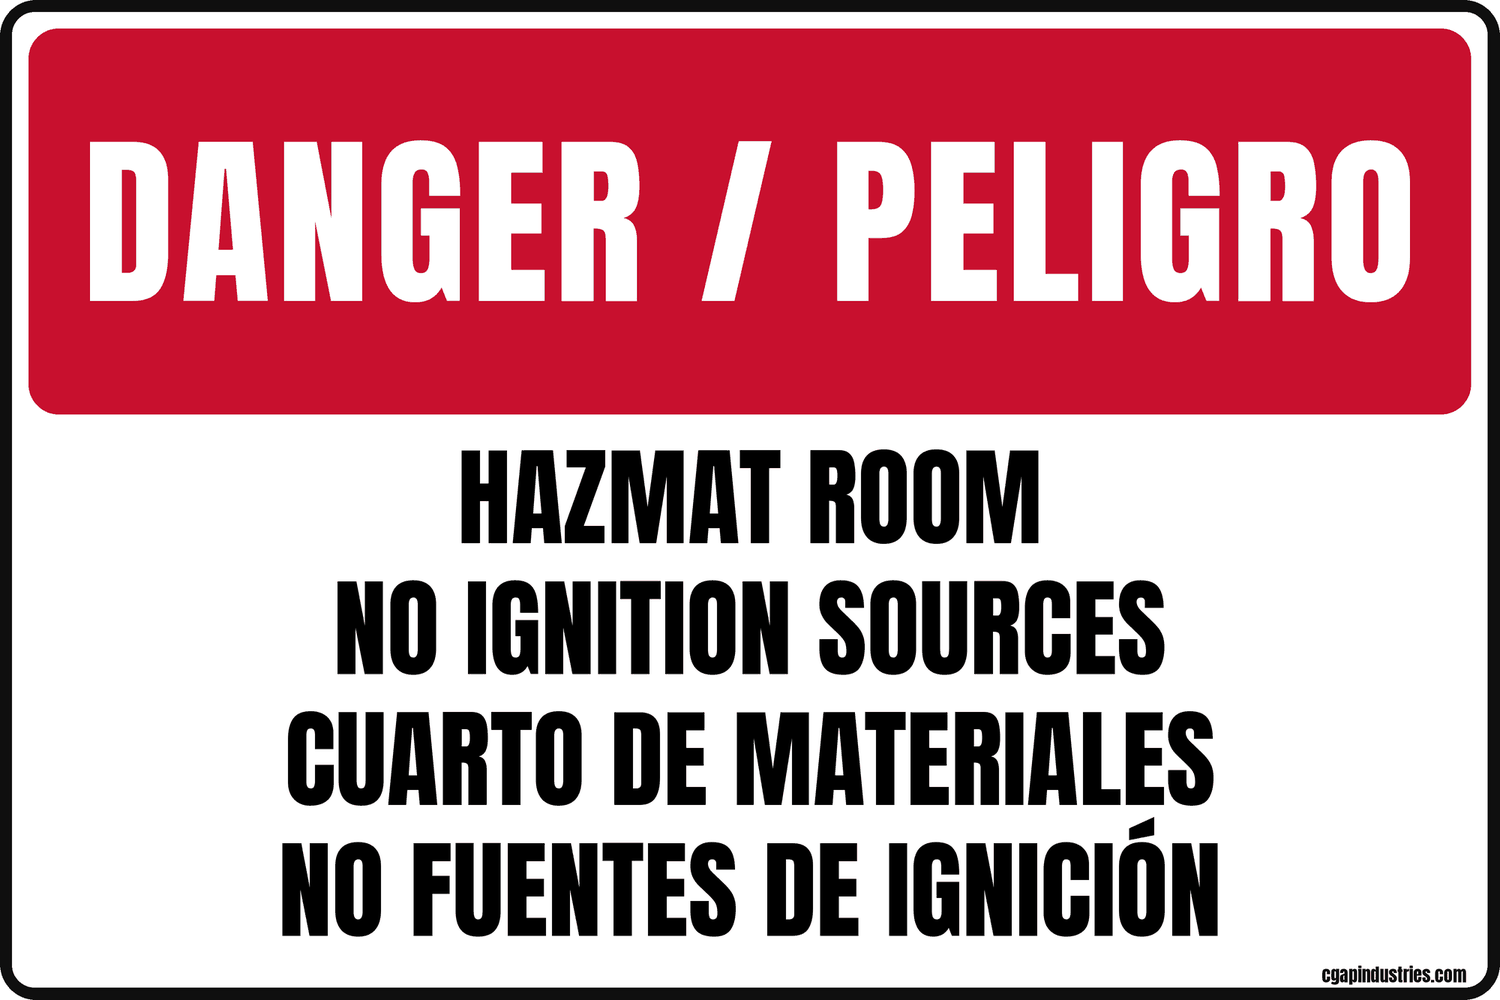 DANGER / PELIGRO
HAZMAT ROOM
NO IGNITION SOURCES
CUARTO DE MATERIALES
NO FUENTES DE IGNICIÓN
cgapindustries.com